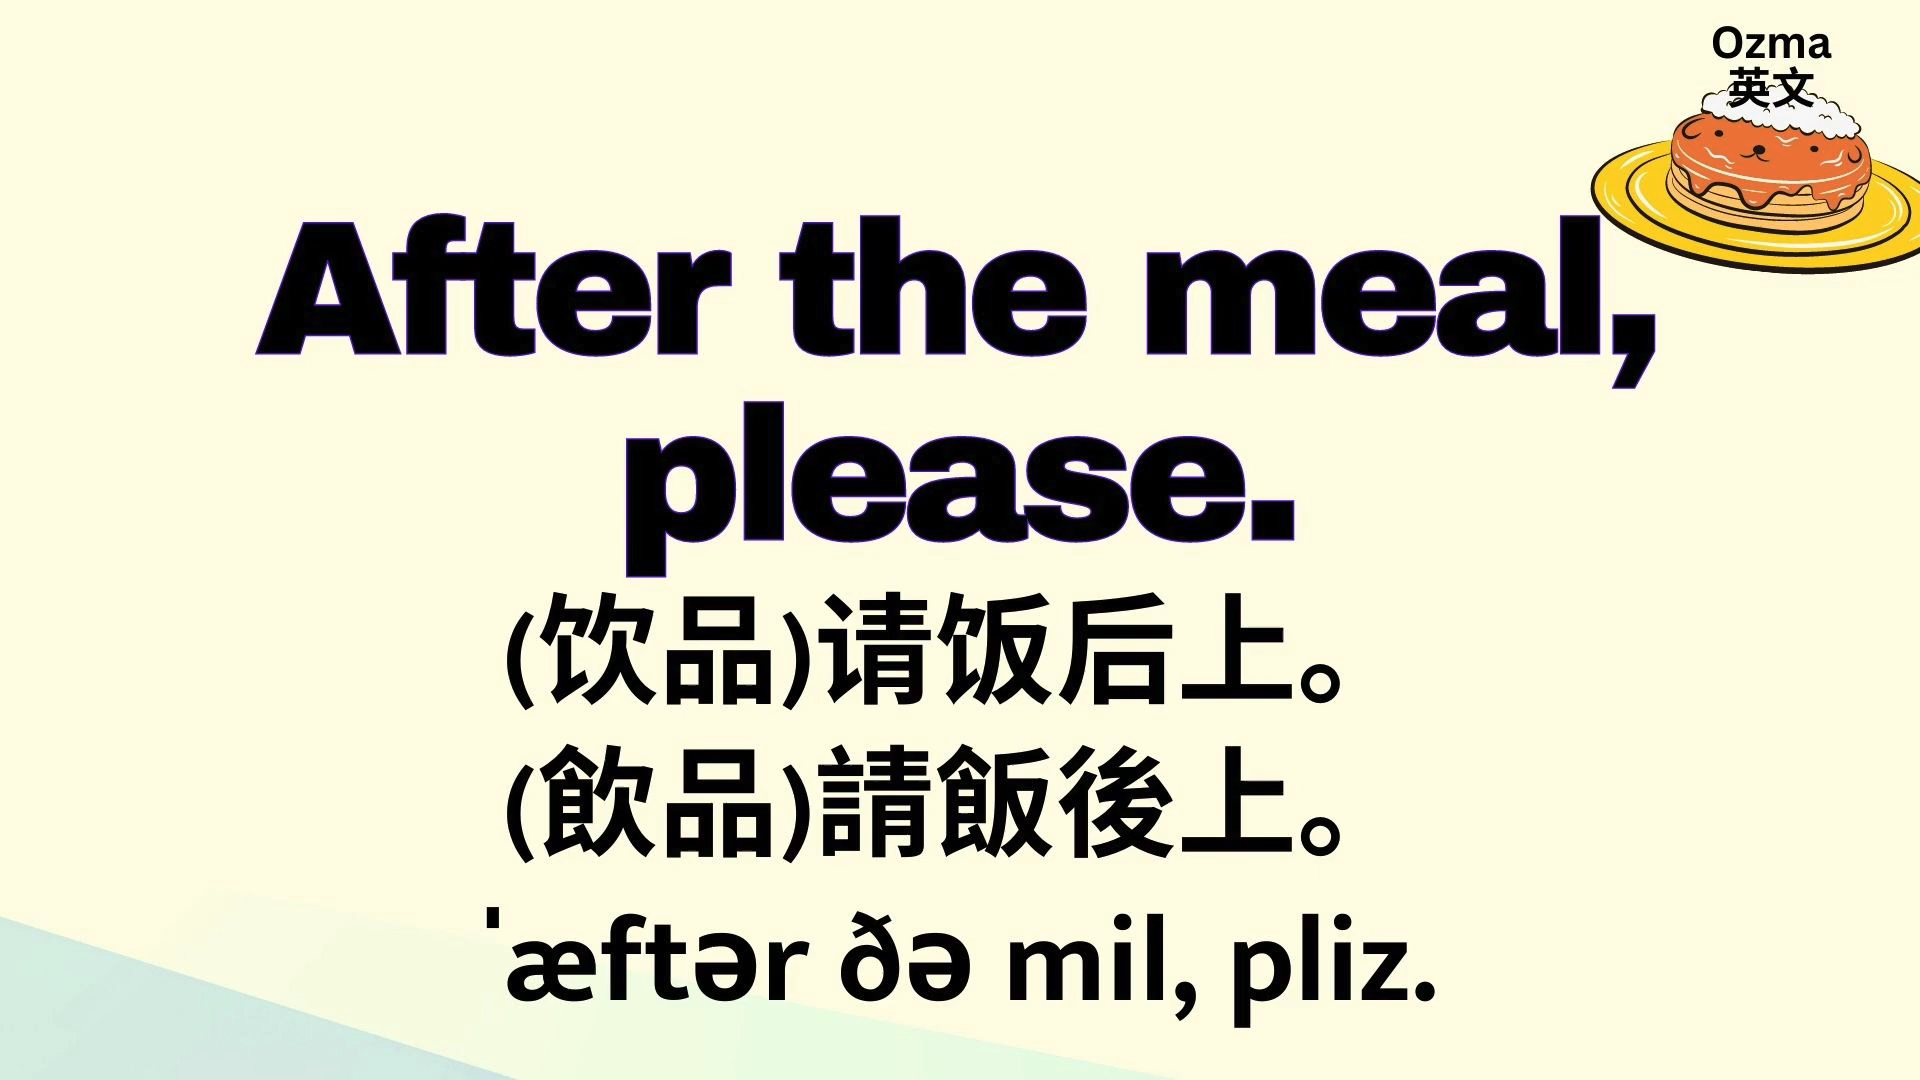 Ozma
英文
After the meal,
please.
(饮品)请饭后上。
(飲品)請飯後上。
ˈæftər ðə mil, pliz.